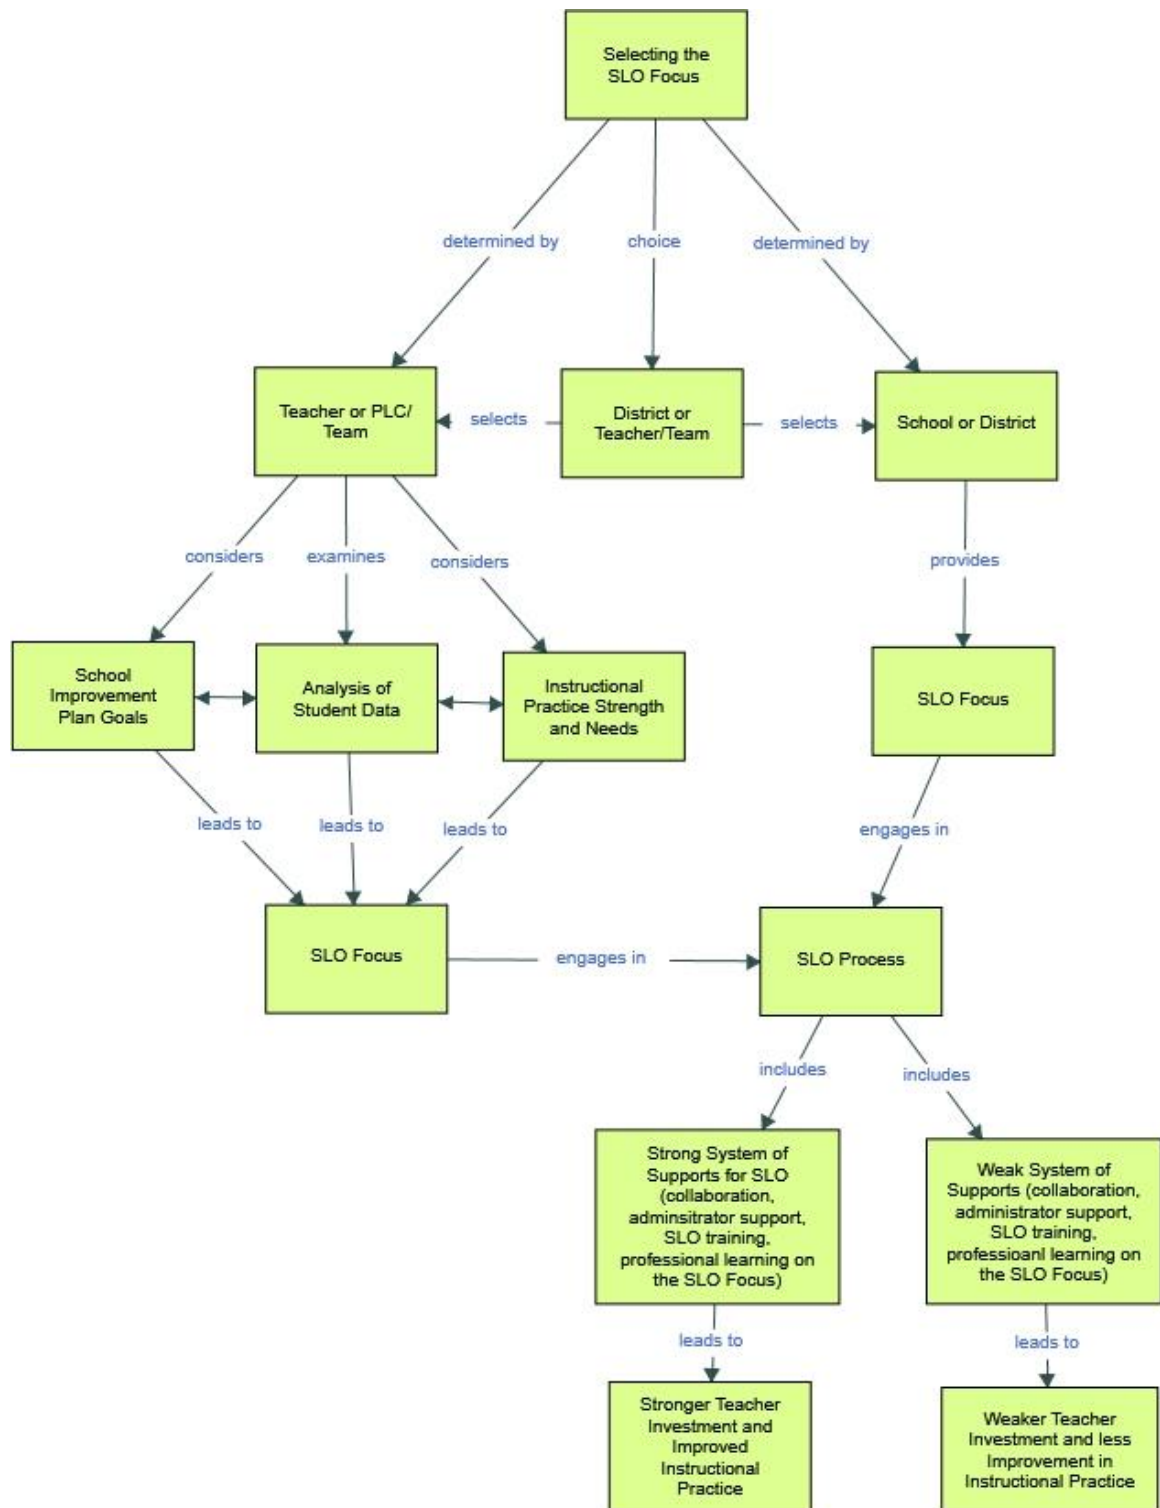 Selecting the
SLO Focus
determined by
choice
determined by
Teacher or PLC/
Team
selects
District or
Teacher/Team
selects
School or District
considers
examines
considers
provides
School
Improvement
Plan Goals
Analysis of
Student Data
Instructional
Practice Strength
and Needs
SLO Focus
leads to
leads to
leads to
engages in
SLO Focus
engages in
SLO Process
includes
includes
Strong System of
Supports for SLO
(collaboration,
adminsitrator support,
SLO training,
professional learning on
the SLO Focus)
Weak System of
Supports (collaboration,
administrator support,
SLO training,
professioanl learning on
the SLO Focus)
leads to
leads to
Stronger Teacher
Investment and
Improved
Instructional
Practice
Weaker Teacher
Investment and less
Improvement in
Instructional Practice